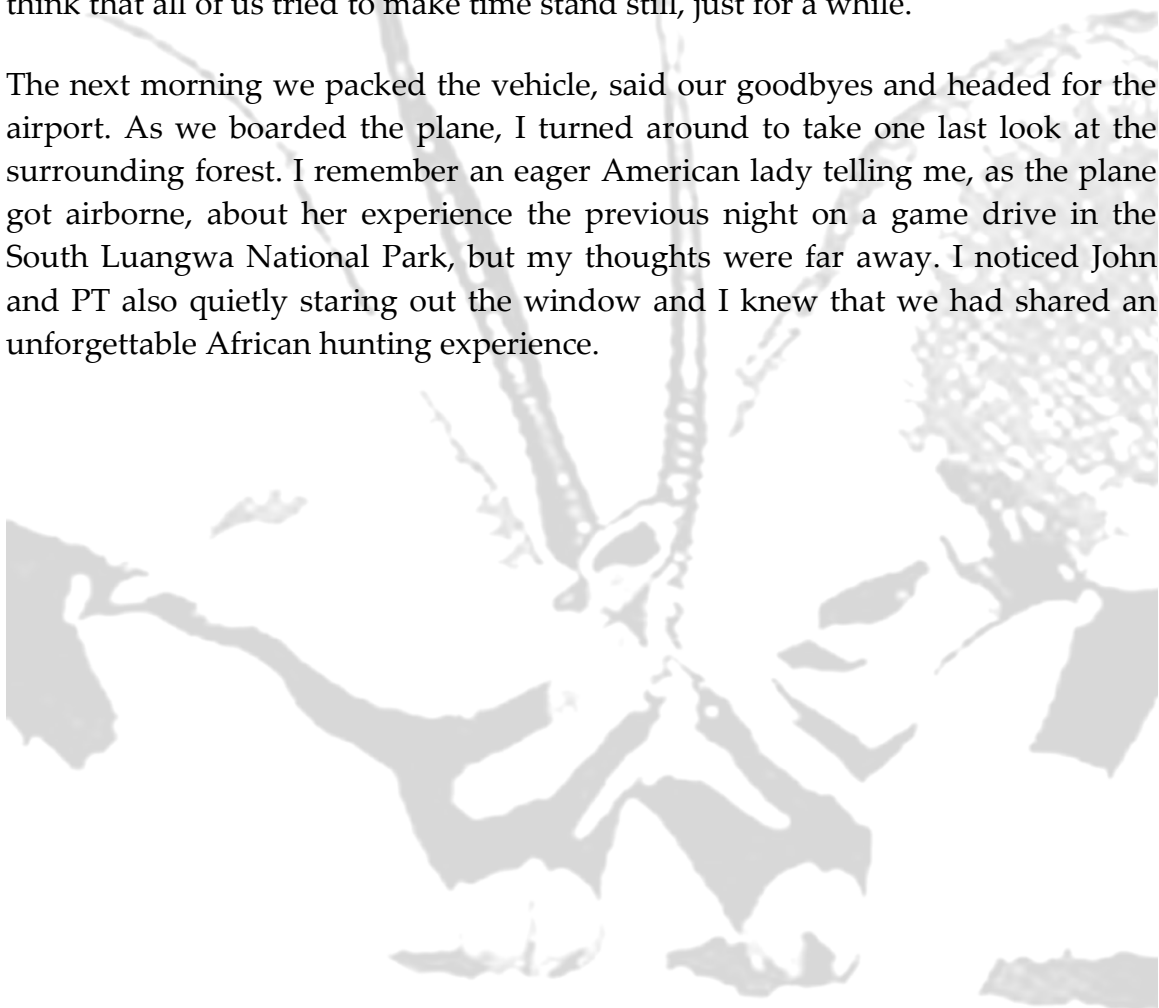 think that all of us tried to make time stand still, just for a while.
The next morning we packed the vehicle, said our goodbyes and headed for the
airport. As we boarded the plane, I turned around to take one last look at the
surrounding forest. I remember an eager American lady telling me, as the plane
got airborne, about her experience the previous night on a game drive in the
South Luangwa National Park, but my thoughts were far away. I noticed John
and PT also quietly staring out the window and I knew that we had shared an
unforgettable African hunting experience.